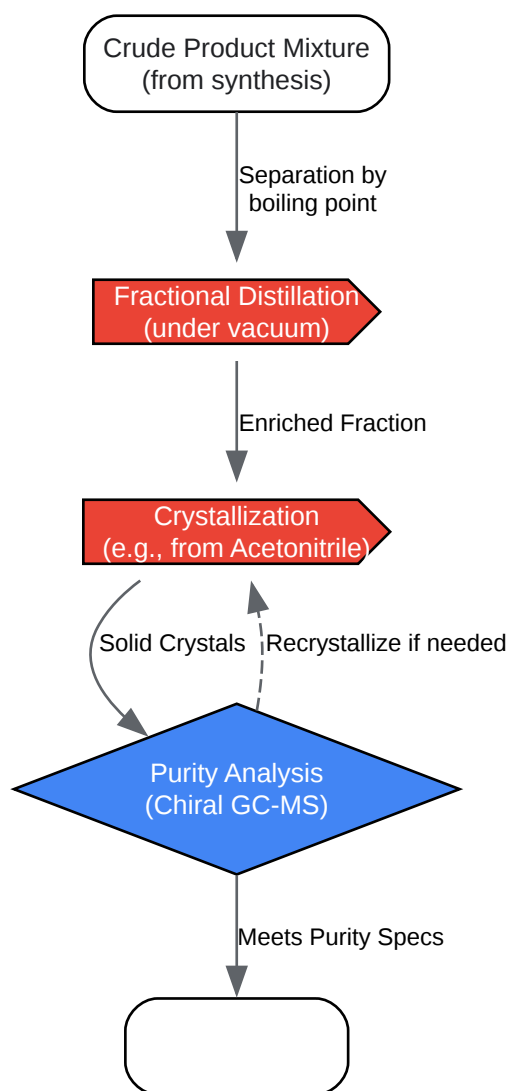 Crude Product Mixture
(from synthesis)
Separation by
boiling point
Fractional Distillation
(under vacuum)
Enriched Fraction
Crystallization
(e.g., from Acetonitrile)
Solid Crystals
Recrystallize if needed
Purity Analysis
(Chiral GC-MS)
Meets Purity Specs